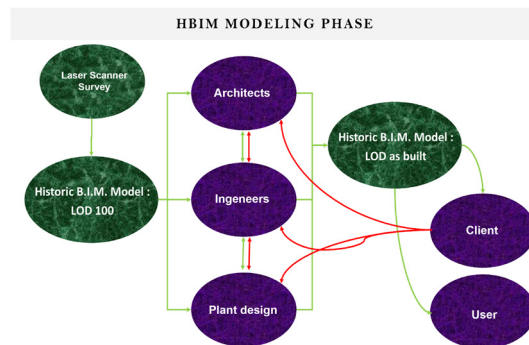 HBIM MODELING PHASE
Laser Scanner
Survey
Historic B.I.M. Model :
LOD 100
Architects
Ingeneers
Plant design
Historic B.I.M. Model :
LOD as built
Client
User